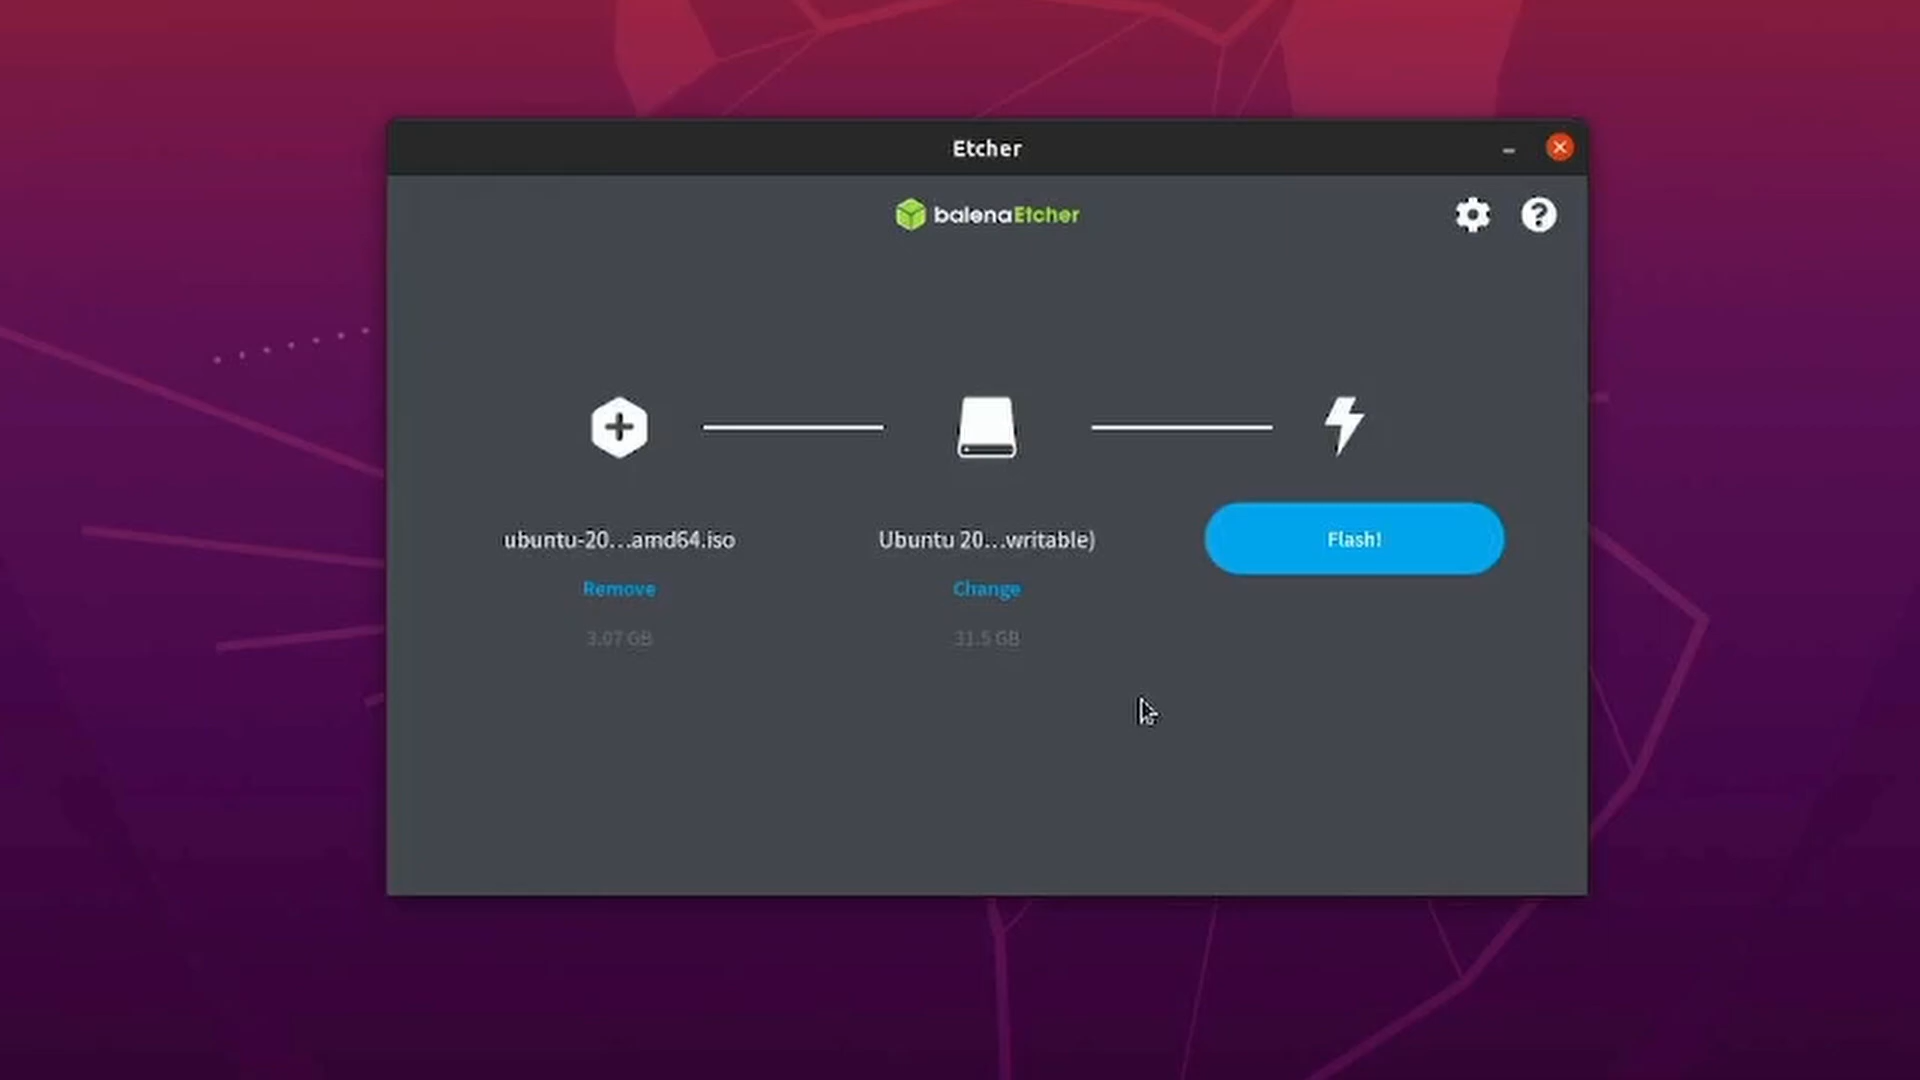 Etcher
balenaEtcher
ubuntu-20...amd64.iso
Ubuntu 20...writable)
Flash!
Remove
Change
3.07 GB
31.5 GB